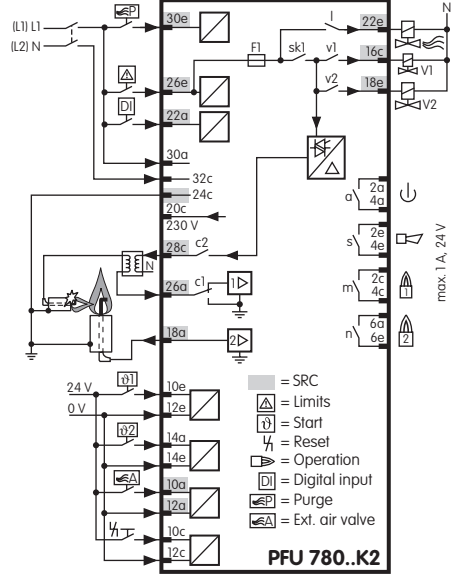 (L1) L1
(L2) N
P
30e
I
22e
N
F1
sk1
v1
16c
V1
26e
v2
18e
V2
DI
22a
30a
32c
24c
20c
230 V
a
2a
4a
28c
c2
s
2e
4e
max. 1 A, 24 V
N
26a
c1
1
m
2c
4c
1
18a
2
n
6a
6e
2
24 V
ϑ1
10e
0 V
12e
= SRC
= Limits
ϑ2
14a
ϑ = Start
14e
= Reset
= Operation
A
10a
DI = Digital input
12a
P = Purge
10c
A = Ext. air valve
12c
PFU 780..K2